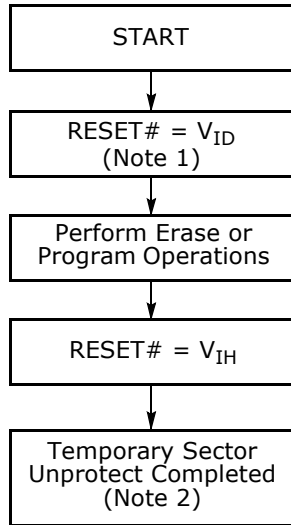 START
RESET# = VID
(Note 1)
Perform Erase or
Program Operations
RESET# = VIH
Temporary Sector
Unprotect Completed
(Note 2)